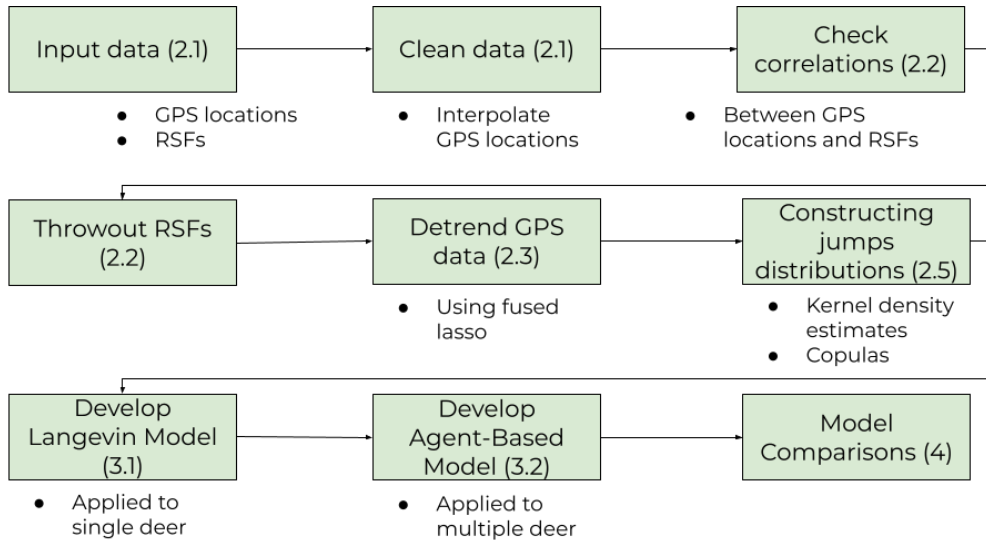 Input data (2.1)
Clean data (2.1)
Check
correlations (2.2)
● GPS locations
● RSFs
● Interpolate
GPS locations
● Between GPS
locations and RSFs
Throwout RSFs
(2.2)
Detrend GPS
data (2.3)
Constructing
jumps
distributions (2.5)
● Using fused
lasso
● Kernel density
estimates
● Copulas
Develop
Langevin Model
(3.1)
Develop
Agent-Based
Model (3.2)
Model
Comparisons (4)
● Applied to
single deer
● Applied to
multiple deer